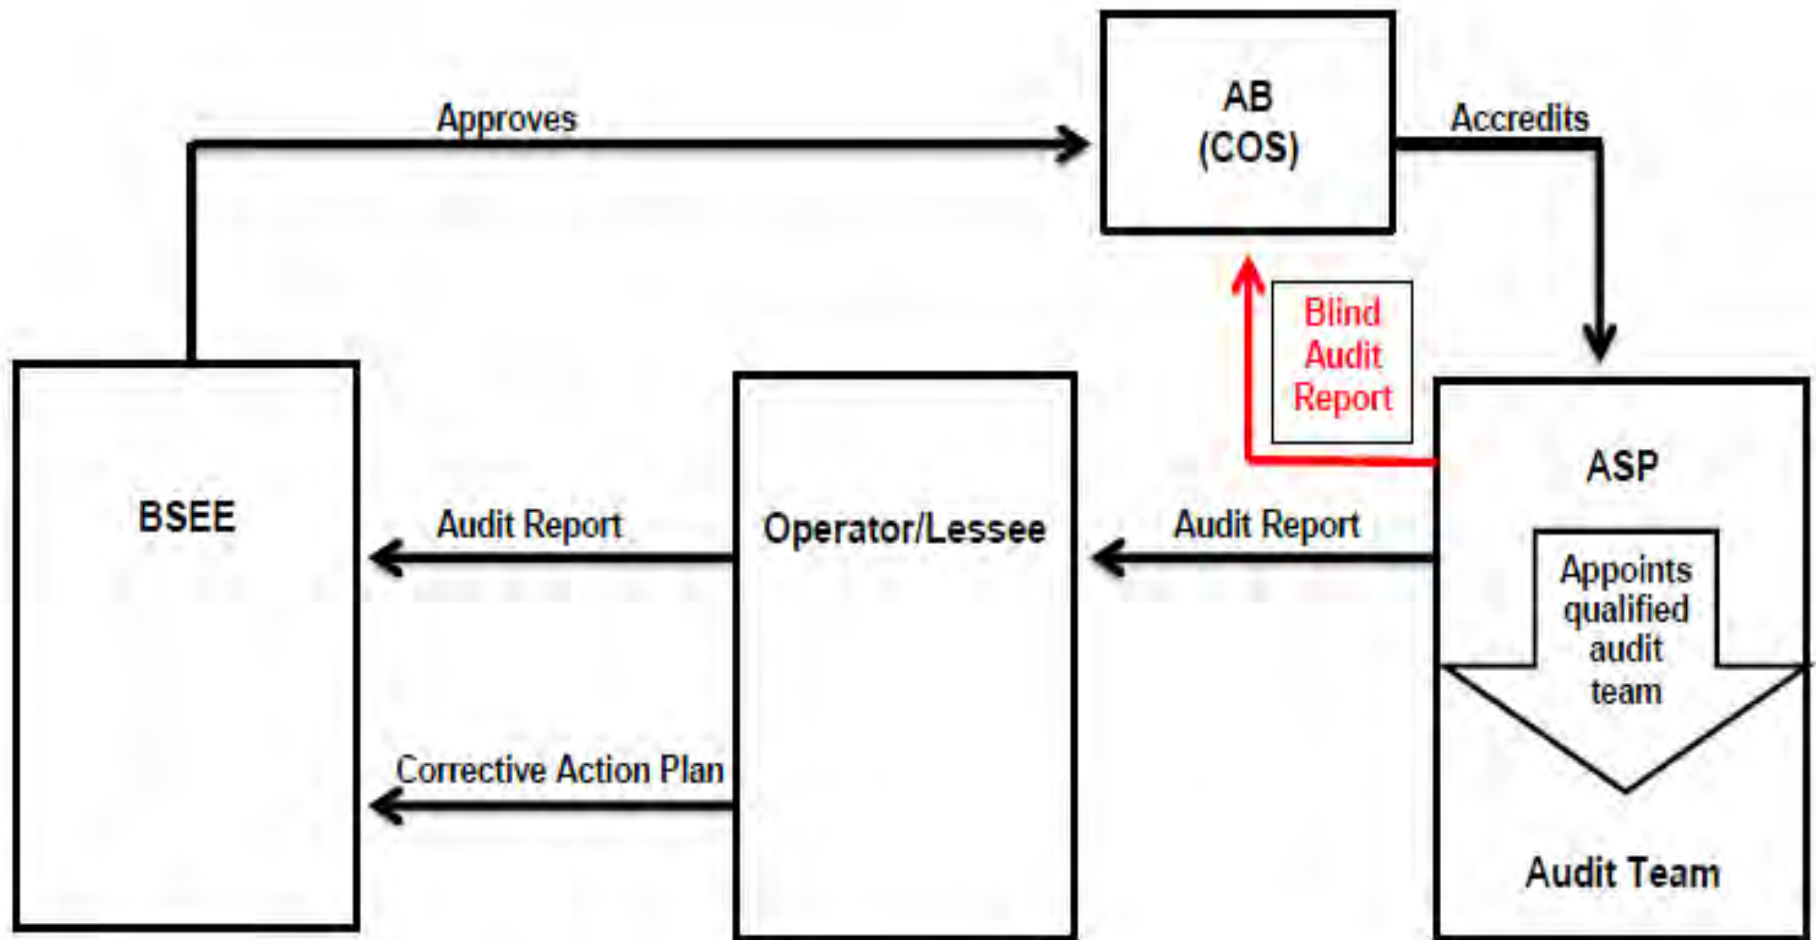 Approves
AB
(COS)
Accredits
Blind
Audit
Report
BSEE
Audit Report
Operator/Lessee
Audit Report
ASP
Appoints
qualified
audit
team
Corrective Action Plan
Audit Team